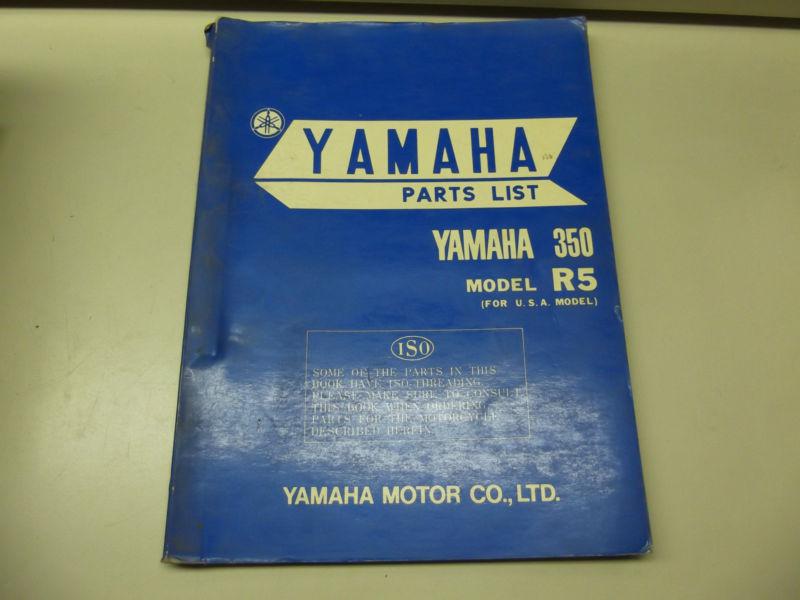 YAMAHA
PARTS LIST
YAMAHA 350
MODEL R5
(FOR U.S.A. MODEL)
ISO
SOME OF THE PARTS IN THIS
BOOK HAVE ISO THREADING.
PLEASE MAKE SURE TO CONSULT
THIS BOOK WHEN ORDERING
PARTS FOR THE MOTORCYCLE
DESCRIBED HEREIN.
YAMAHA MOTOR CO., LTD.